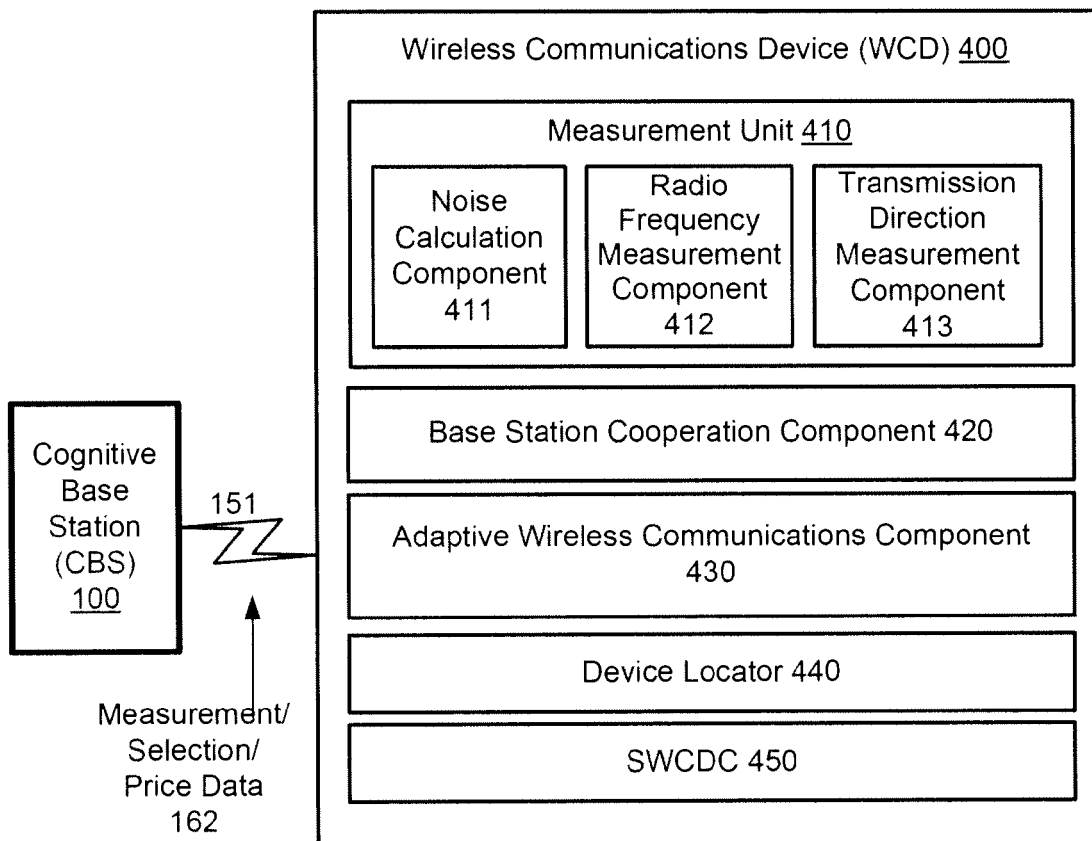 Wireless Communications Device (WCD) 400
Measurement Unit 410
Noise
Calculation
Component
411
Radio
Frequency
Measurement
Component
412
Transmission
Direction
Measurement
Component
413
Base Station Cooperation Component 420
Adaptive Wireless Communications Component
430
Device Locator 440
SWCDC 450
Cognitive
Base
Station
(CBS)
100
151
Measurement/
Selection/
Price Data
162